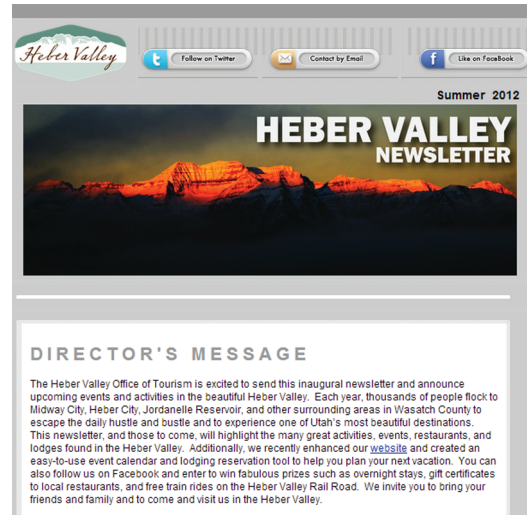 Heber Valley
Follow on Twitter
Contact by Email
Like on FaceBook
Summer 2012
HEBER VALLEY
NEWSLETTER
DIRECTOR'S MESSAGE
The Heber Valley Office of Tourism is excited to send this inaugural newsletter and announce
upcoming events and activities in the beautiful Heber Valley. Each year, thousands of people flock to
Midway City, Heber City, Jordanelle Reservoir, and other surrounding areas in Wasatch County to
escape the daily hustle and bustle and to experience one of Utah's most beautiful destinations.
This newsletter, and those to come, will highlight the many great activities, events, restaurants, and
lodges found in the Heber Valley. Additionally, we recently enhanced our website and created an
easy-to-use event calendar and lodging reservation tool to help you plan your next vacation. You can
also follow us on Facebook and enter to win fabulous prizes such as overnight stays, gift certificates
to local restaurants, and free train rides on the Heber Valley Rail Road. We invite you to bring your
friends and family and to come and visit us in the Heber Valley.